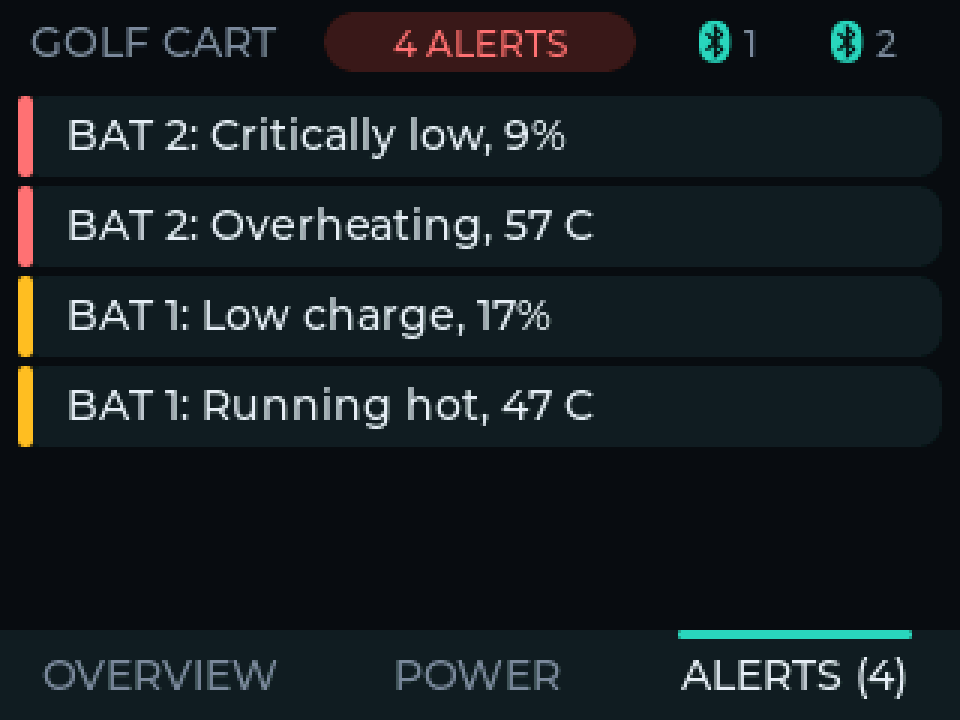 GOLF CART 4 ALERTS 1 2
BAT 2: Critically low, 9%
BAT 2: Overheating, 57 C
BAT 1: Low charge, 17%
BAT 1: Running hot, 47 C
OVERVIEW POWER ALERTS (4)